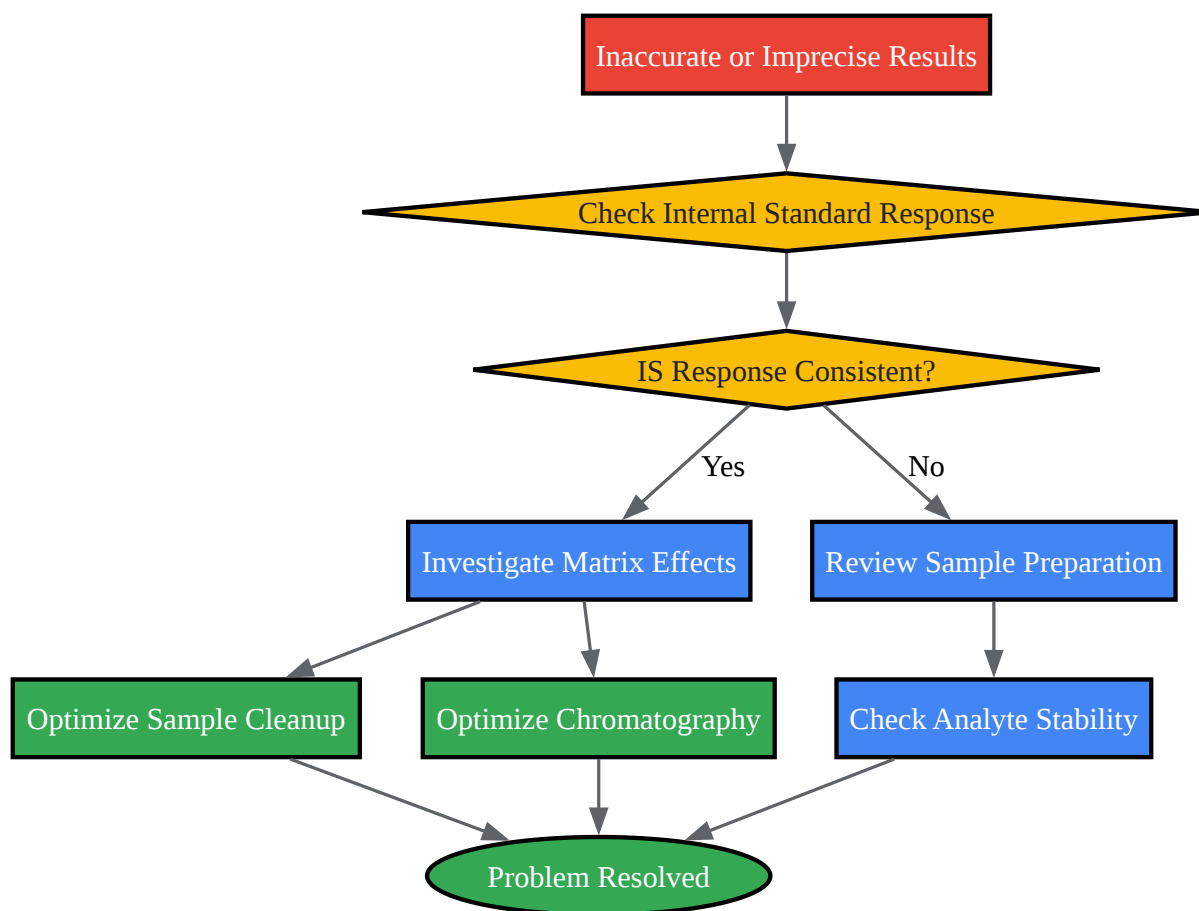 Inaccurate or Imprecise Results
Check Internal Standard Response
IS Response Consistent?
Yes
No
Investigate Matrix Effects
Review Sample Preparation
Optimize Sample Cleanup
Optimize Chromatography
Check Analyte Stability
Problem Resolved